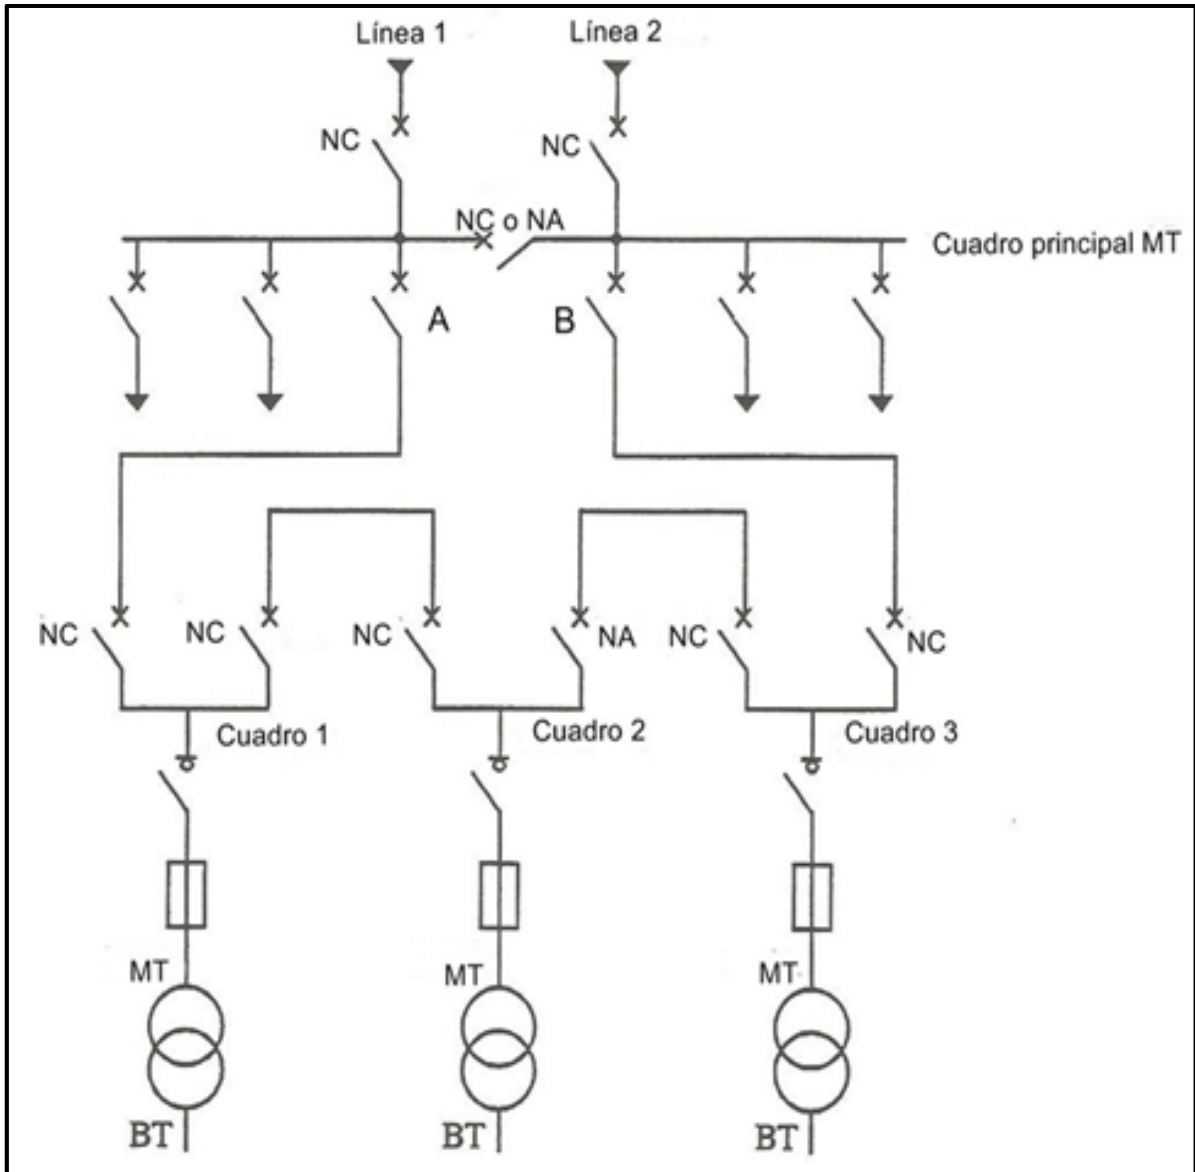 Línea 1 Línea 2
NC NC
NC o NA
Cuadro principal MT
A B
NC NC NC NA NC NC
Cuadro 1 Cuadro 2 Cuadro 3
MT MT MT
BT BT BT